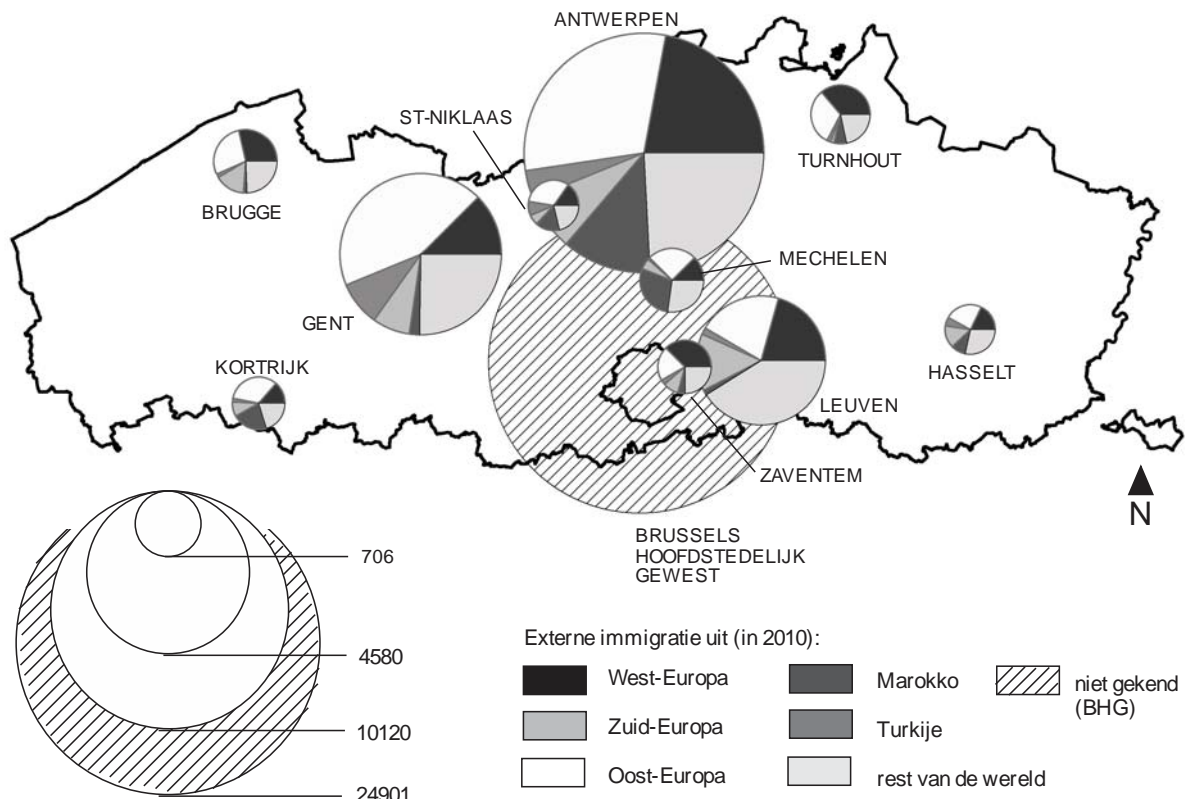 ANTWERPEN
ST-NIKLAAS
TURNHOUT
BRUGGE
MECHELEN
GENT
KORTRIJK
HASSELT
LEUVEN
ZAVENTEM
N
BRUSSELS
HOOFDSTEDELIJK
GEWEST
706
4580
10120
24901
Externe immigratie uit (in 2010):
West-Europa
Marokko
niet gekend
(BHG)
Zuid-Europa
Turkije
Oost-Europa
rest van de wereld